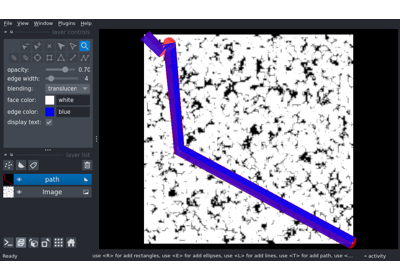 File View Window Plugins Help
layer controls
opacity: 0.70
edge width: 4
blending: translucen
face color: white
edge color: blue
display text:
layer list
path
Image
Ready use <R> for add rectangles, use <E> for add ellipses, use <L> for add lines, use <T> for add path, use <... activity